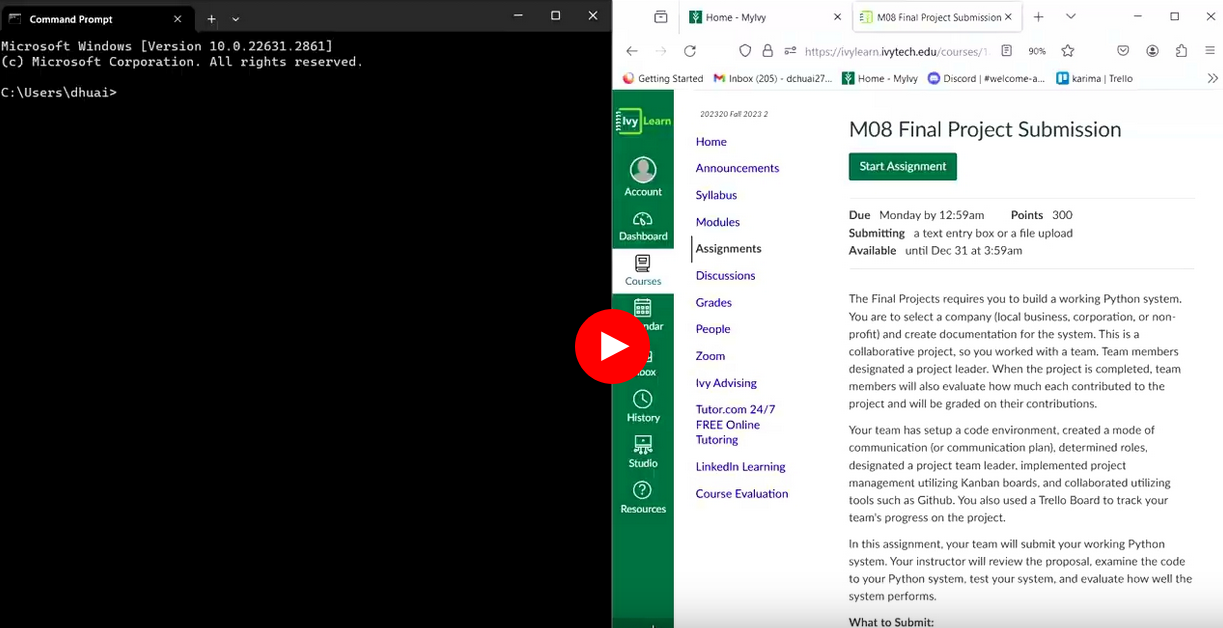 Command Prompt
Microsoft Windows [Version 10.0.22631.2861]
(c) Microsoft Corporation. All rights reserved.
C:\Users\dhuai>
Home - MyIvy
M08 Final Project Submission
https://ivylearn.ivytech.edu/courses/1
90%
Getting Started
Inbox (205) - dchuai27...
Home - MyIvy
Discord | #welcome-a...
karima | Trello
Ivy Learn
Account
Dashboard
Courses
ndar
box
History
Studio
Resources
202320 Fall 2023 2
Home
Announcements
Syllabus
Modules
Assignments
Discussions
Grades
People
Zoom
Ivy Advising
Tutor.com 24/7
FREE Online
Tutoring
LinkedIn Learning
Course Evaluation
M08 Final Project Submission
Start Assignment
Due Monday by 12:59am Points 300
Submitting a text entry box or a file upload
Available until Dec 31 at 3:59am
The Final Projects requires you to build a working Python system.
You are to select a company (local business, corporation, or non-
profit) and create documentation for the system. This is a
collaborative project, so you worked with a team. Team members
designated a project leader. When the project is completed, team
members will also evaluate how much each contributed to the
project and will be graded on their contributions.
Your team has setup a code environment, created a mode of
communication (or communication plan), determined roles,
designated a project team leader, implemented project
management utilizing Kanban boards, and collaborated utilizing
tools such as Github. You also used a Trello Board to track your
team's progress on the project.
In this assignment, your team will submit your working Python
system. Your instructor will review the proposal, examine the code
to your Python system, test your system, and evaluate how well the
system performs.
What to Submit: